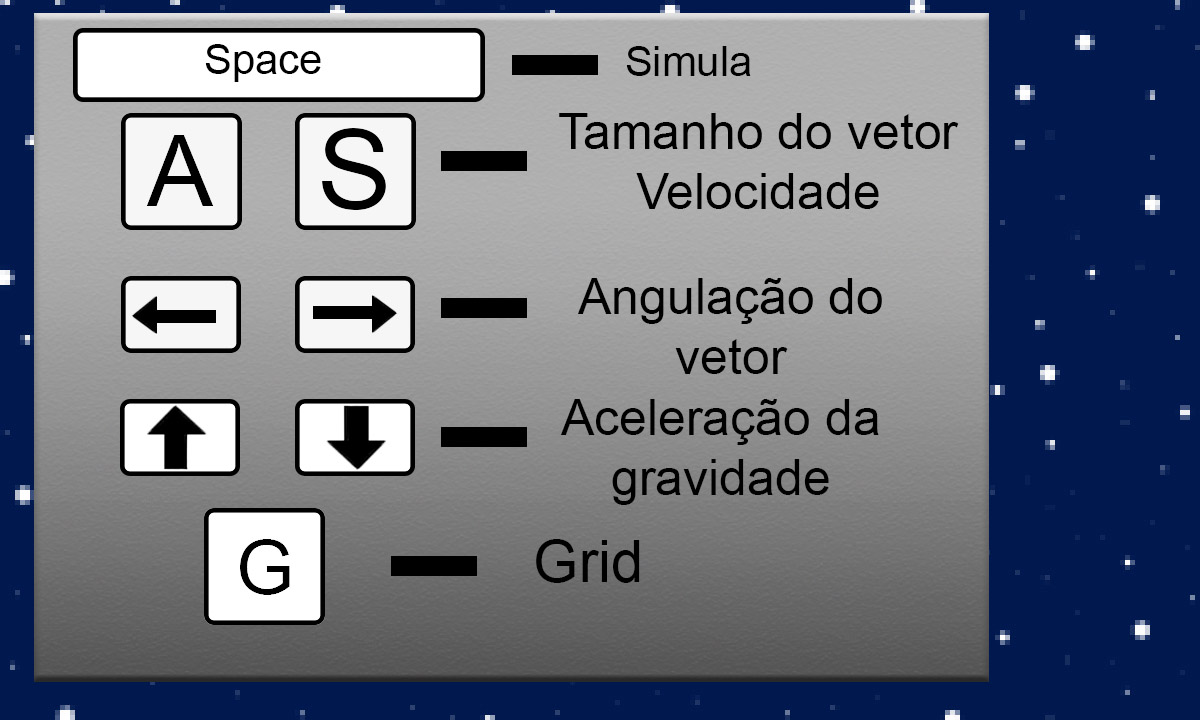 Space
Simula
A
S
Tamanho do vetor
Velocidade
Angulação do
vetor
Aceleração da
gravidade
G
Grid